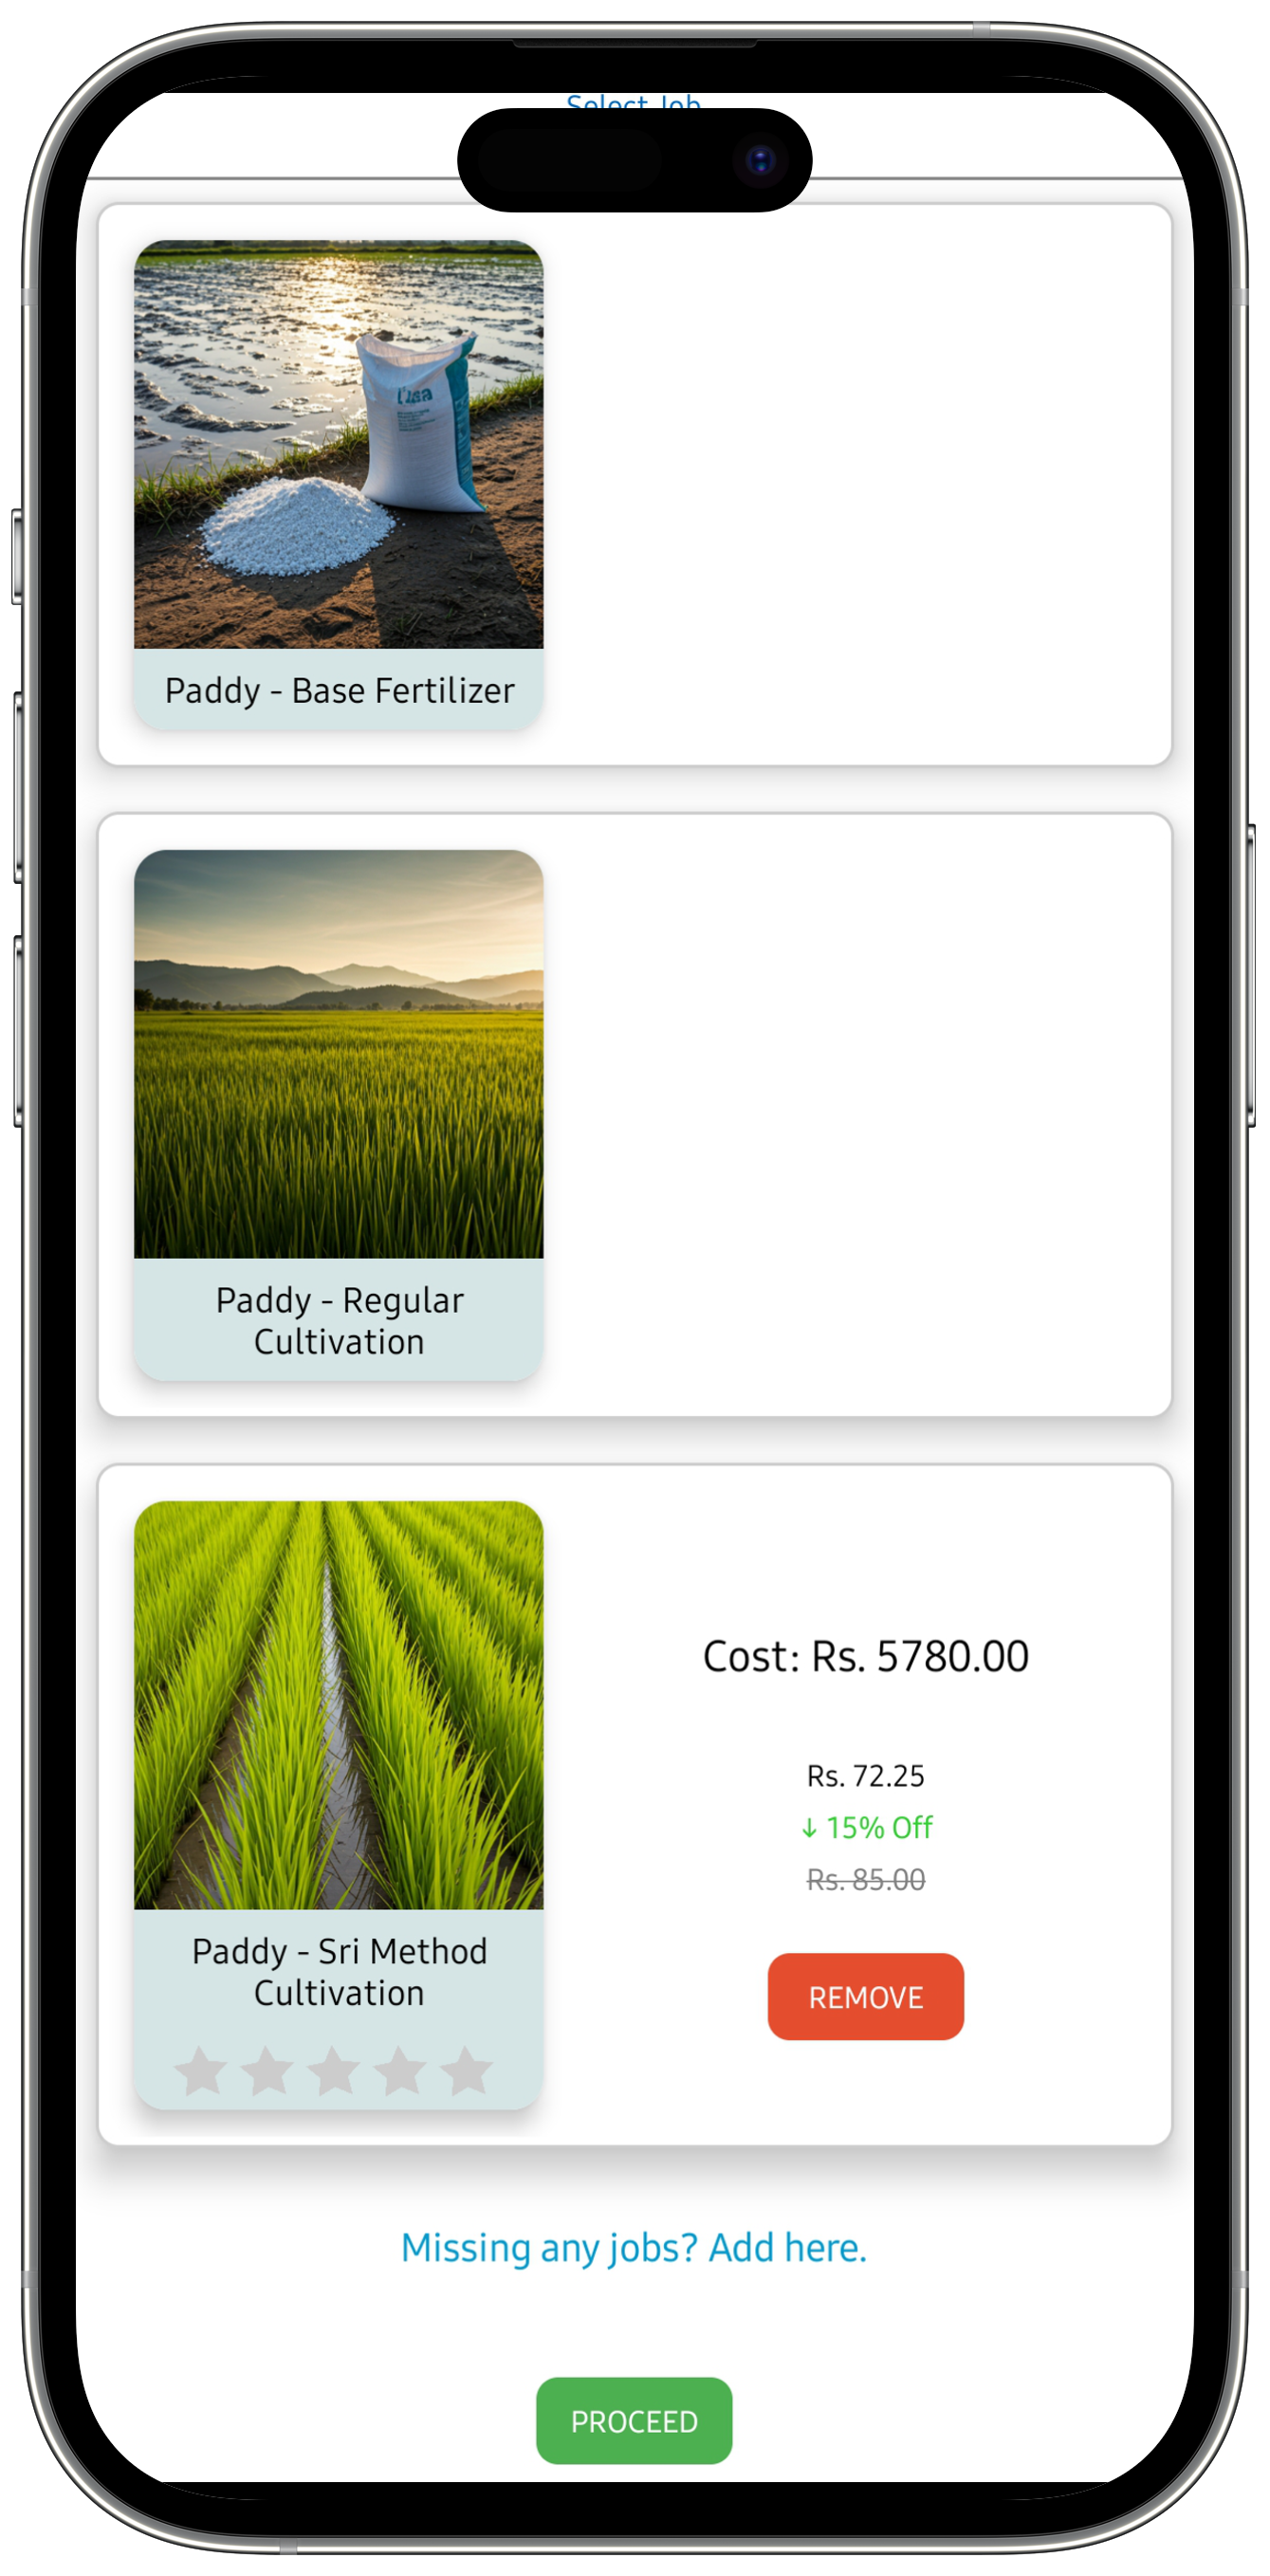 Select Job
Paddy - Base Fertilizer
Paddy - Regular
Cultivation
Cost: Rs. 5780.00
Rs. 72.25
↓ 15% Off
Rs. 85.00
REMOVE
Paddy - Sri Method
Cultivation
Missing any jobs? Add here.
PROCEED